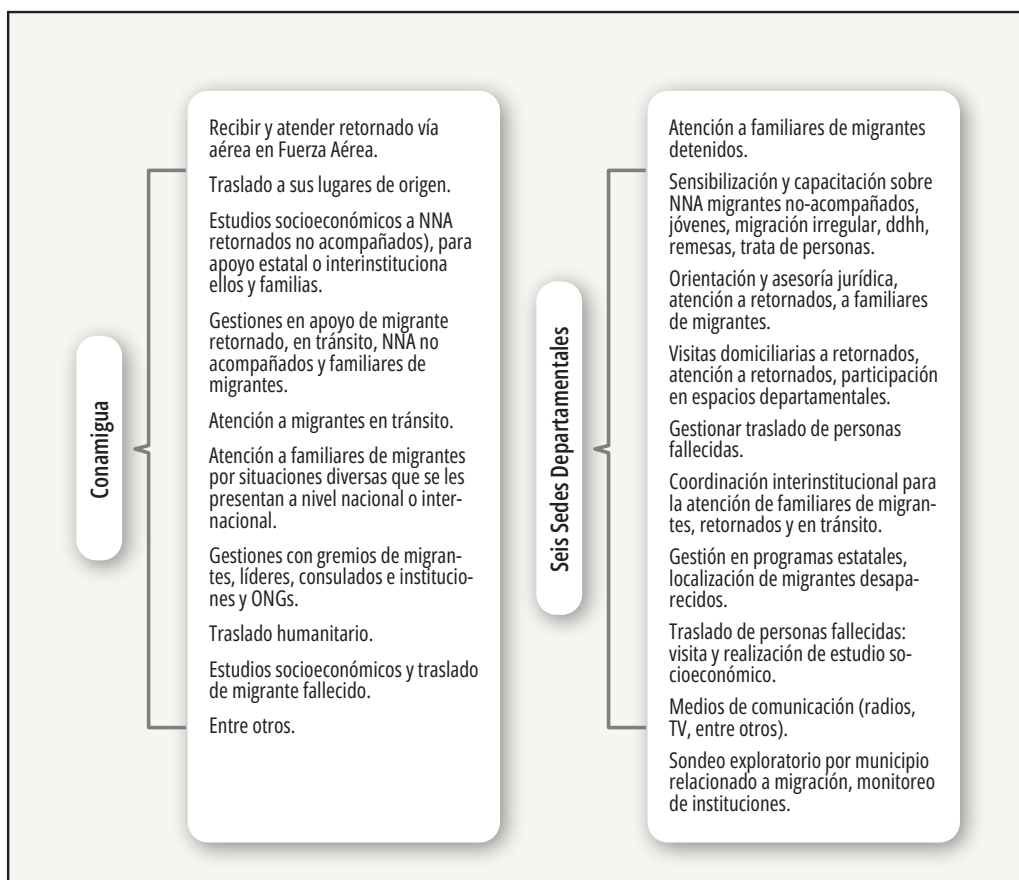 Conamigua
Recibir y atender retornado vía
aérea en Fuerza Aérea.
Traslado a sus lugares de origen.
Estudios socioeconómicos a NNA
retornados no acompañados), para
apoyo estatal o interinstituciona
ellos y familias.
Gestiones en apoyo de migrante
retornado, en tránsito, NNA no
acompañados y familiares de
migrantes.
Atención a migrantes en tránsito.
Atención a familiares de migrantes
por situaciones diversas que se les
presentan a nivel nacional o inter-
nacional.
Gestiones con gremios de migran-
tes, líderes, consulados e institucio-
nes y ONGs.
Traslado humanitario.
Estudios socioeconómicos y traslado
de migrante fallecido.
Entre otros.
Seis Sedes Departamentales
Atención a familiares de migrantes
detenidos.
Sensibilización y capacitación sobre
NNA migrantes no-acompañados,
jóvenes, migración irregular, ddhh,
remesas, trata de personas.
Orientación y asesoría jurídica,
atención a retornados, a familiares
de migrantes.
Visitas domiciliarias a retornados,
atención a retornados, participación
en espacios departamentales.
Gestionar traslado de personas
fallecidas.
Coordinación interinstitucional para
la atención de familiares de migran-
tes, retornados y en tránsito.
Gestión en programas estatales,
localización de migrantes desapa-
recidos.
Traslado de personas fallecidas:
visita y realización de estudio so-
cioeconómico.
Medios de comunicación (radios,
TV, entre otros).
Sondeo exploratorio por municipio
relacionado a migración, monitoreo
de instituciones.